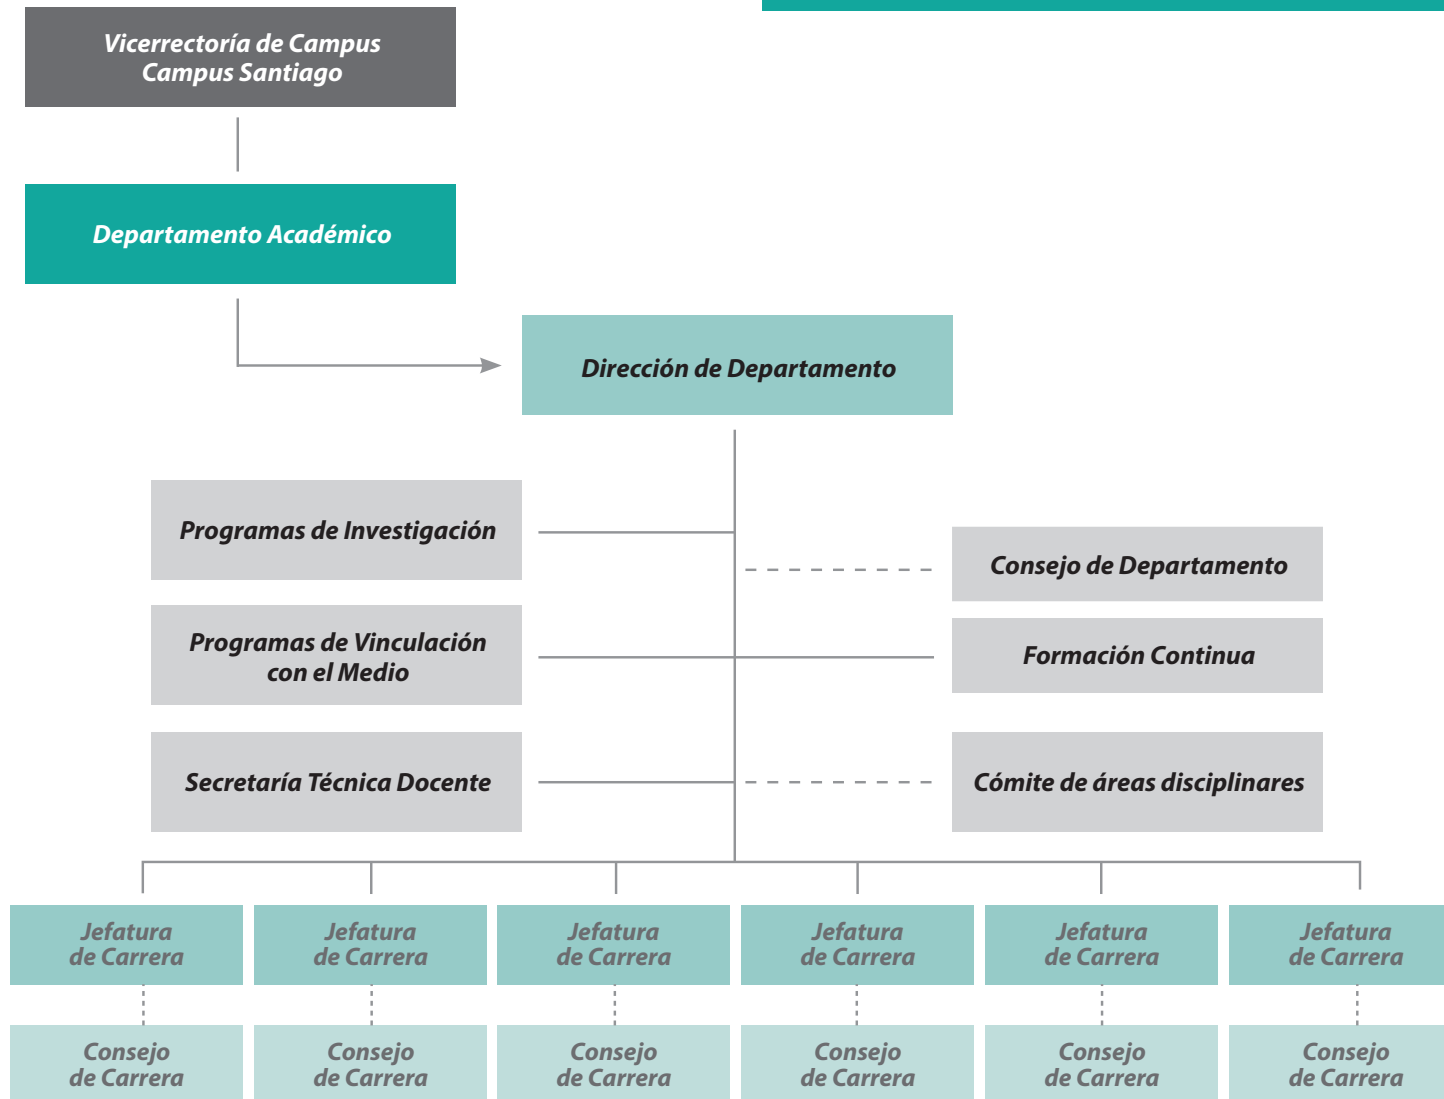 Vicerrectoría de Campus
Campus Santiago
Departamento Académico
Dirección de Departamento
Programas de Investigación
Consejo de Departamento
Programas de Vinculación
con el Medio
Formación Continua
Secretaría Técnica Docente
Cómite de áreas disciplinares
Jefatura
de Carrera
Jefatura
de Carrera
Jefatura
de Carrera
Jefatura
de Carrera
Jefatura
de Carrera
Jefatura
de Carrera
Consejo
de Carrera
Consejo
de Carrera
Consejo
de Carrera
Consejo
de Carrera
Consejo
de Carrera
Consejo
de Carrera